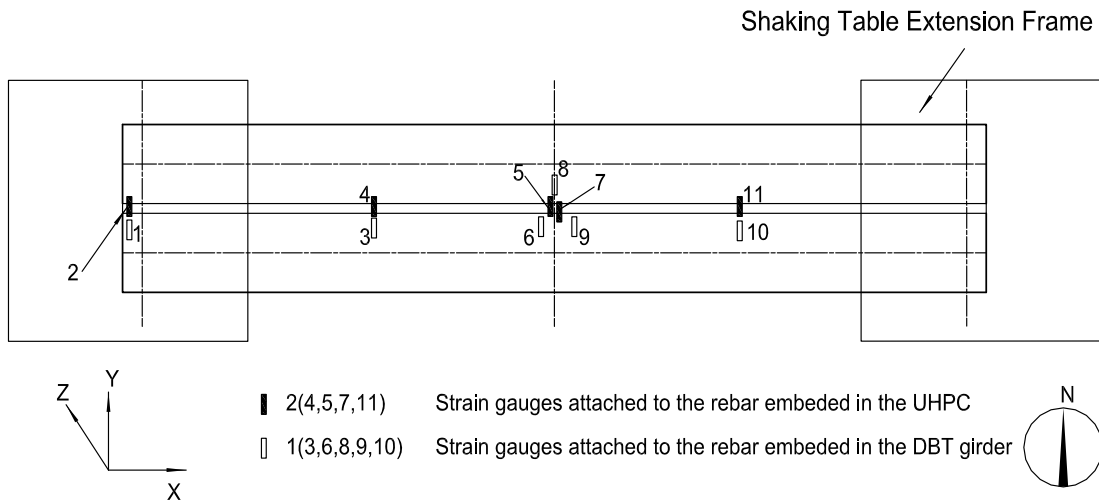 Shaking Table Extension Frame
8
5
7
4
11
1
3
6
9
10
2
Z
Y
X
2(4,5,7,11) Strain gauges attached to the rebar embeded in the UHPC
1(3,6,8,9,10) Strain gauges attached to the rebar embeded in the DBT girder
N